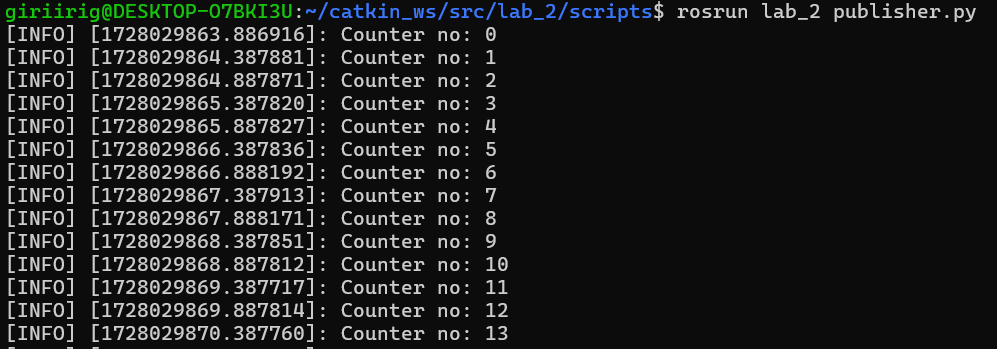 giriirig@DESKTOP-O7BKI3U:~/catkin_ws/src/lab_2/scripts$ rosrun lab_2 publisher.py
[INFO] [1728029863.886916]: Counter no: 0
[INFO] [1728029864.387881]: Counter no: 1
[INFO] [1728029864.887871]: Counter no: 2
[INFO] [1728029865.387820]: Counter no: 3
[INFO] [1728029865.887827]: Counter no: 4
[INFO] [1728029866.387836]: Counter no: 5
[INFO] [1728029866.888192]: Counter no: 6
[INFO] [1728029867.387913]: Counter no: 7
[INFO] [1728029867.888171]: Counter no: 8
[INFO] [1728029868.387851]: Counter no: 9
[INFO] [1728029868.887812]: Counter no: 10
[INFO] [1728029869.387717]: Counter no: 11
[INFO] [1728029869.887814]: Counter no: 12
[INFO] [1728029870.387760]: Counter no: 13